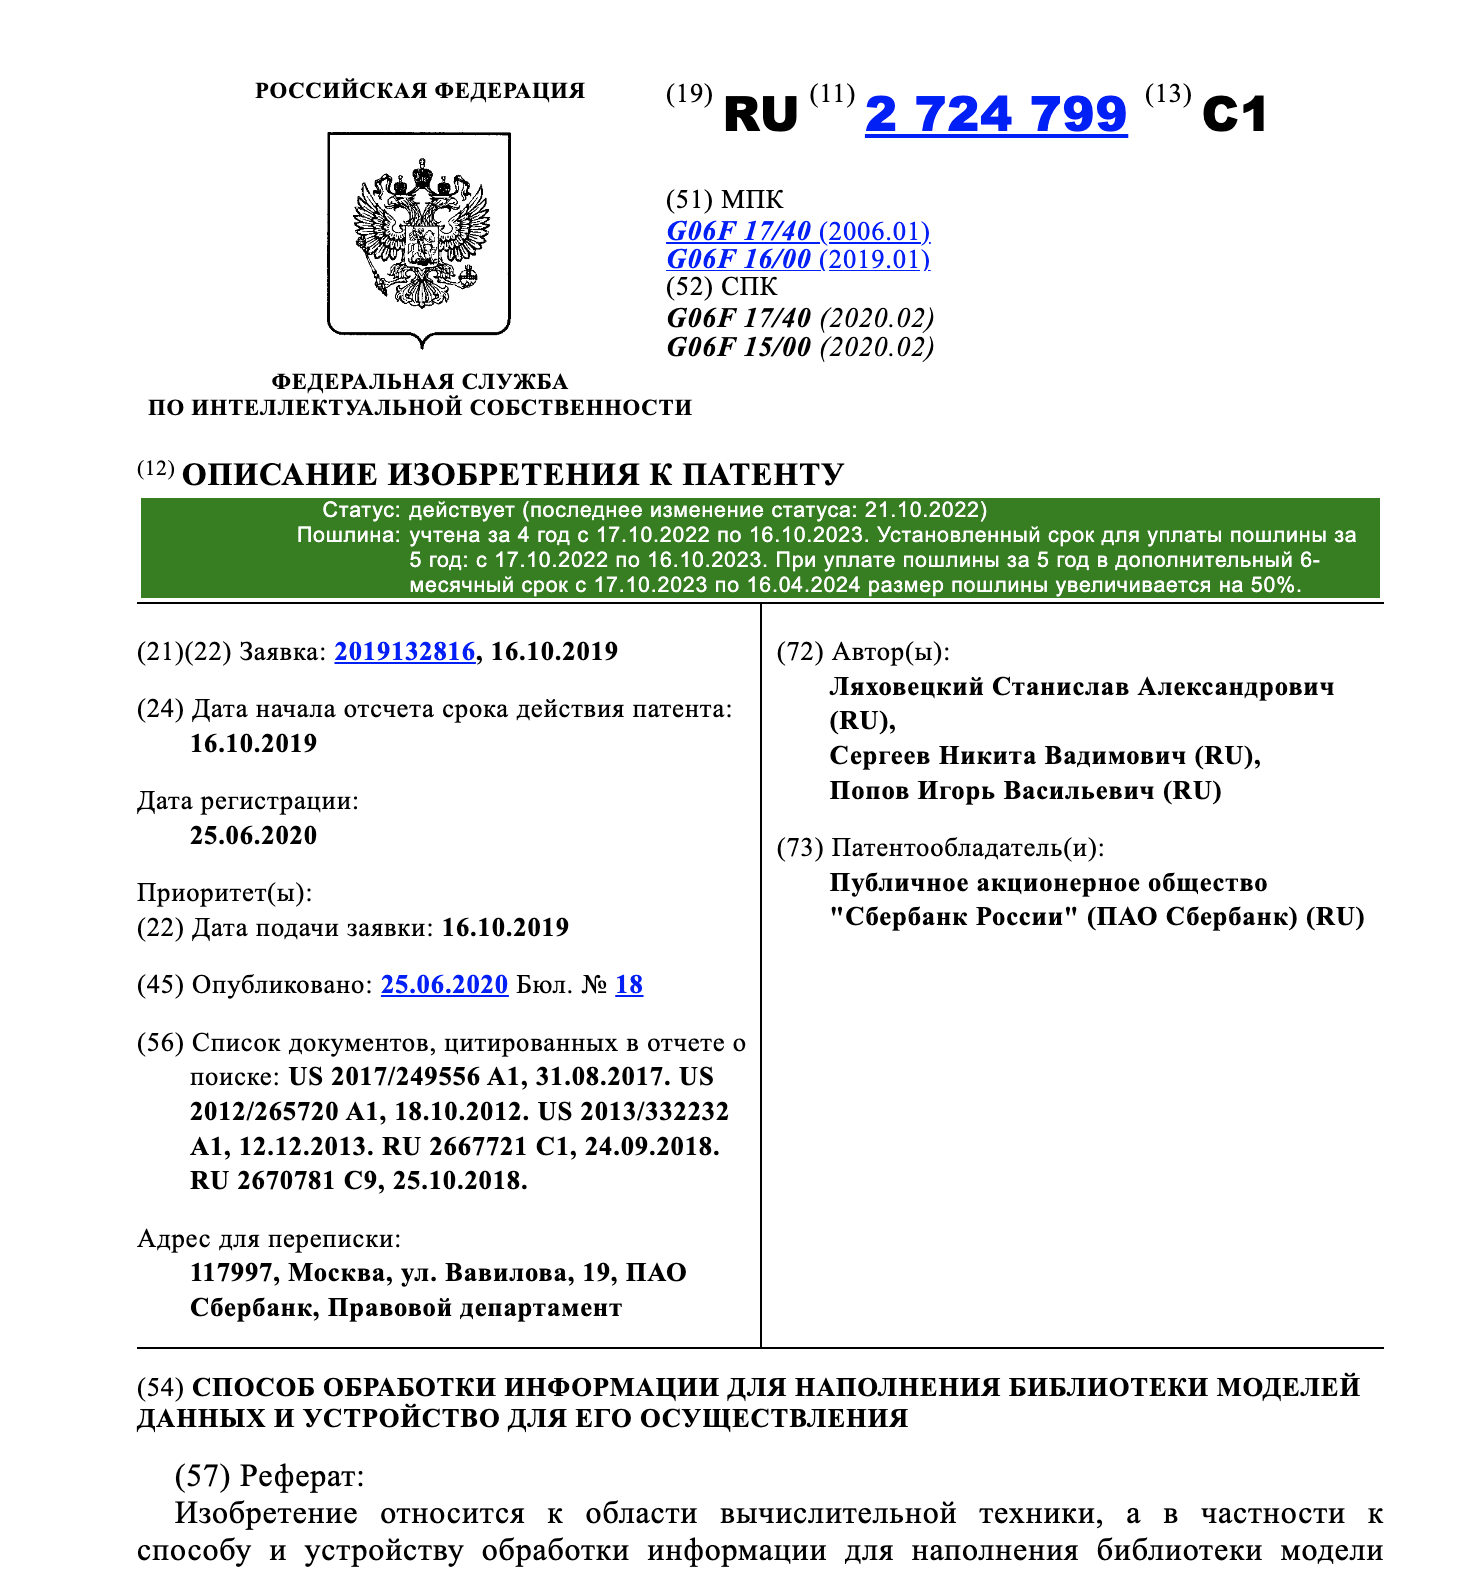 РОССИЙСКАЯ ФЕДЕРАЦИЯ
(19) RU (11) 2 724 799 (13) C1
(51) МПК
G06F 17/40 (2006.01)
G06F 16/00 (2019.01)
(52) СПК
G06F 17/40 (2020.02)
G06F 15/00 (2020.02)
ФЕДЕРАЛЬНАЯ СЛУЖБА
ПО ИНТЕЛЛЕКТУАЛЬНОЙ СОБСТВЕННОСТИ
(12) ОПИСАНИЕ ИЗОБРЕТЕНИЯ К ПАТЕНТУ
Статус: действует (последнее изменение статуса: 21.10.2022)
Пошлина: учтена за 4 год с 17.10.2022 по 16.10.2023. Установленный срок для уплаты пошлины за
5 год: с 17.10.2022 по 16.10.2023. При уплате пошлины за 5 год в дополнительный 6-
месячный срок с 17.10.2023 по 16.04.2024 размер пошлины увеличивается на 50%.
(21)(22) Заявка: 2019132816, 16.10.2019
(24) Дата начала отсчета срока действия патента:
16.10.2019
Дата регистрации:
25.06.2020
Приоритет(ы):
(22) Дата подачи заявки: 16.10.2019
(45) Опубликовано: 25.06.2020 Бюл. № 18
(56) Список документов, цитированных в отчете о
поиске: US 2017/249556 A1, 31.08.2017. US
2012/265720 A1, 18.10.2012. US 2013/332232
A1, 12.12.2013. RU 2667721 C1, 24.09.2018.
RU 2670781 C9, 25.10.2018.
Адрес для переписки:
117997, Москва, ул. Вавилова, 19, ПАО
Сбербанк, Правовой департамент
(72) Автор(ы):
Ляховецкий Станислав Александрович
(RU),
Сергеев Никита Вадимович (RU),
Попов Игорь Васильевич (RU)
(73) Патентообладатель(и):
Публичное акционерное общество
"Сбербанк России" (ПАО Сбербанк) (RU)
(54) СПОСОБ ОБРАБОТКИ ИНФОРМАЦИИ ДЛЯ НАПОЛНЕНИЯ БИБЛИОТЕКИ МОДЕЛЕЙ
ДАННЫХ И УСТРОЙСТВО ДЛЯ ЕГО ОСУЩЕСТВЛЕНИЯ
(57) Реферат:
Изобретение относится к области вычислительной техники, а в частности к
способу и устройству обработки информации для наполнения библиотеки модели